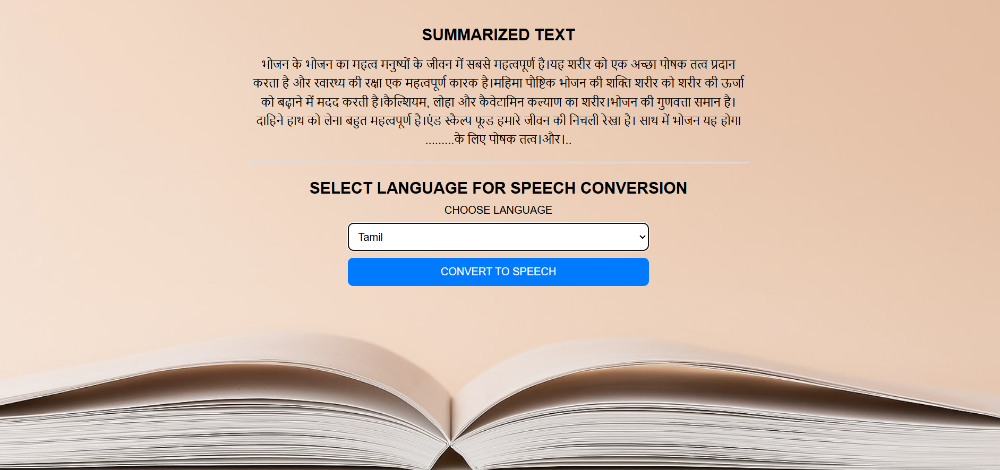 SUMMARIZED TEXT
भोजन के भोजन का महत्व मनुष्यों के जीवन में सबसे महत्वपूर्ण है।यह शरीर को एक अच्छा पोषक तत्व प्रदान
करता है और स्वास्थ्य की रक्षा एक महत्वपूर्ण कारक है।महिमा पौष्टिक भोजन की शक्ति शरीर को शरीर की ऊर्जा
को बढ़ाने में मदद करती है।कैल्शियम, लोहा और कैवेटामिन कल्याण का शरीर।भोजन की गुणवत्ता समान है।
दाहिने हाथ को लेना बहुत महत्वपूर्ण है।एंड स्कैल्प फूड हमारे जीवन की निचली रेखा है। साथ में भोजन यह होगा
.........के लिए पोषक तत्व।और।..
SELECT LANGUAGE FOR SPEECH CONVERSION
CHOOSE LANGUAGE
Tamil
CONVERT TO SPEECH